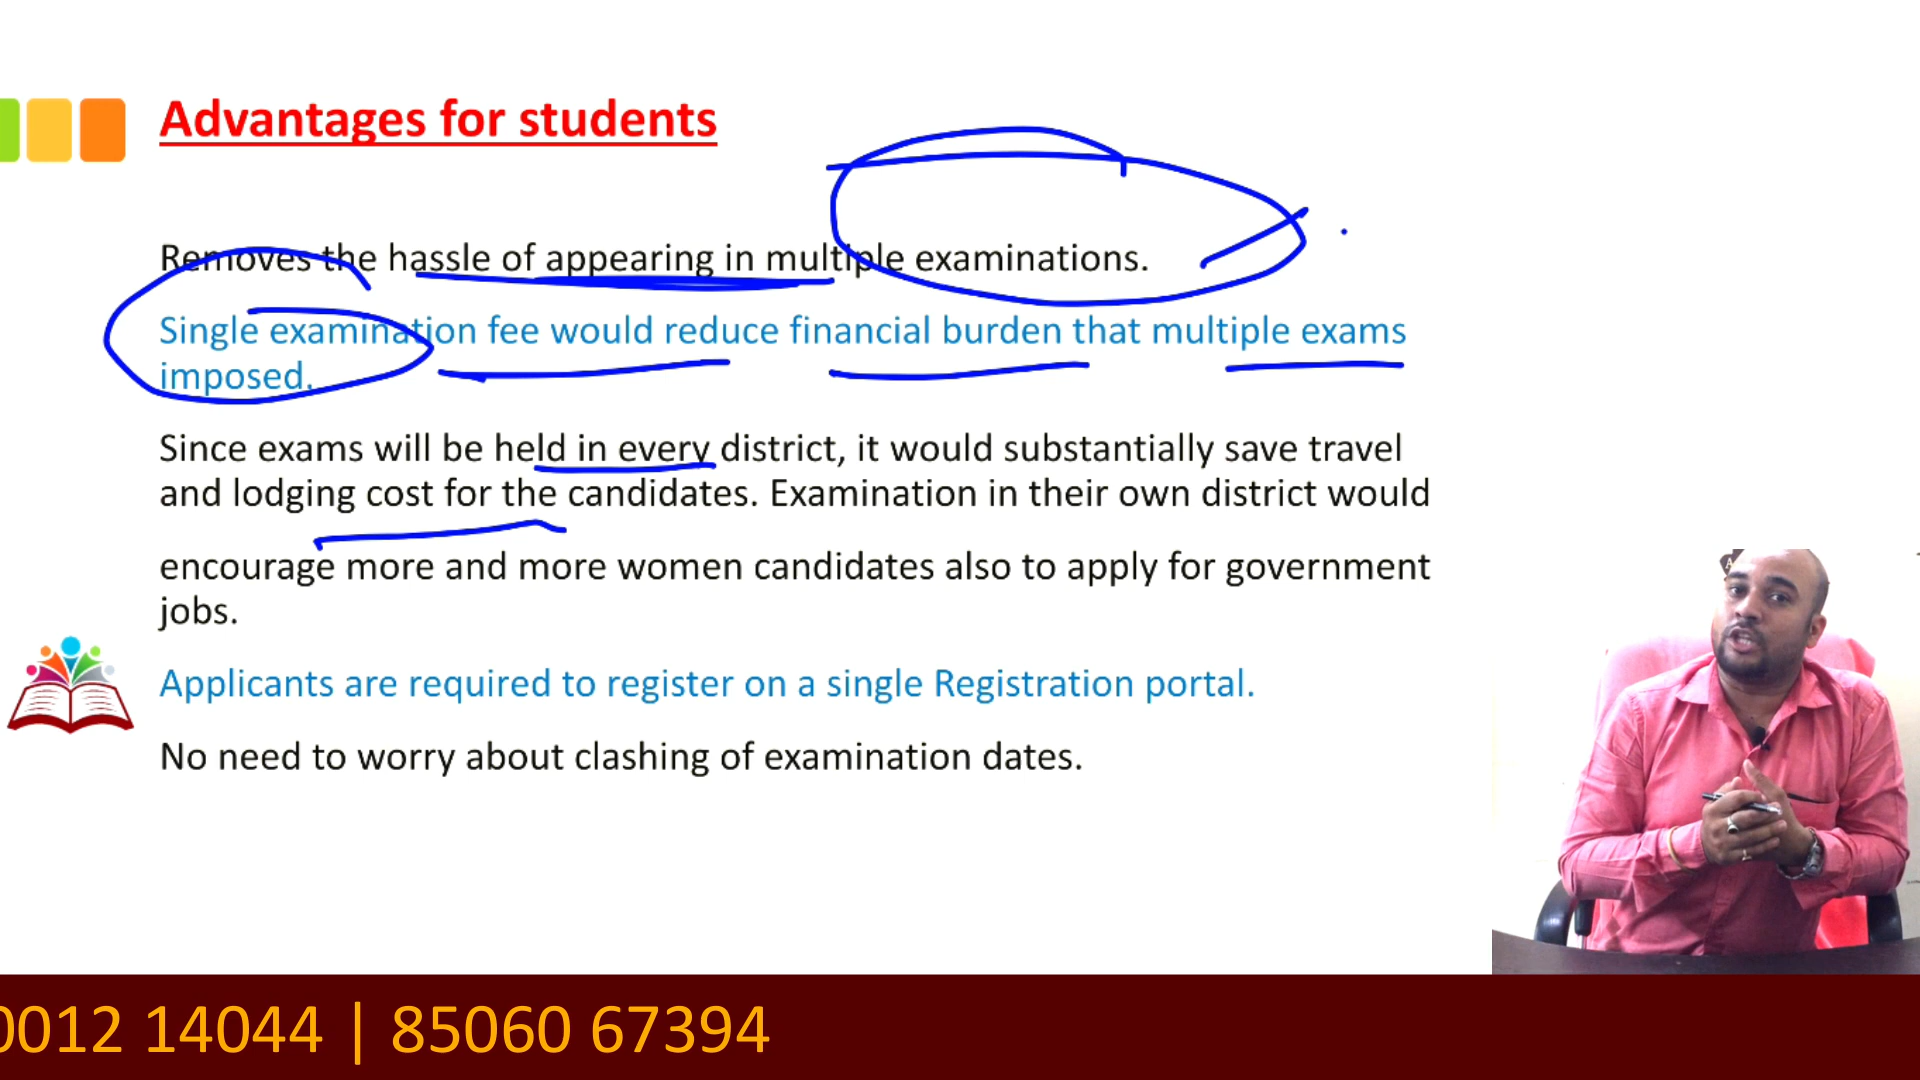 Advantages for students
Removes the hassle of appearing in multiple examinations.
Single examination fee would reduce financial burden that multiple exams
imposed.
Since exams will be held in every district, it would substantially save travel
and lodging cost for the candidates. Examination in their own district would
encourage more and more women candidates also to apply for government
jobs.
Applicants are required to register on a single Registration portal.
No need to worry about clashing of examination dates.
0012 14044 | 85060 67394